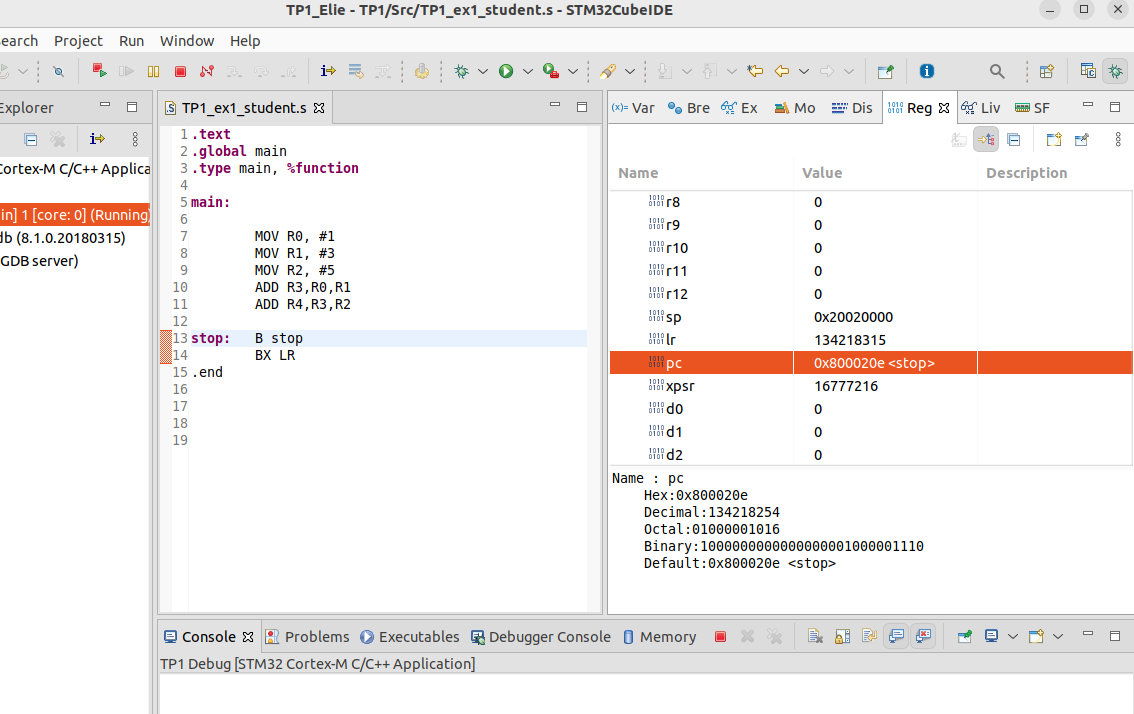 TP1_Elie - TP1/Src/TP1_ex1_student.s - STM32CubeIDE
earch Project Run Window Help
Explorer
TP1_ex1_student.s
(x)= Var Bre Ex Mo Dis Reg Liv SF
Cortex-M C/C++ Applica
in] 1 [core: 0] (Running)
db (8.1.0.20180315)
GDB server)
1 .text
2 .global main
3 .type main, %function
4
5 main:
6
7 MOV R0, #1
8 MOV R1, #3
9 MOV R2, #5
10 ADD R3,R0,R1
11 ADD R4,R3,R2
12
13 stop: B stop
14 BX LR
15 .end
16
17
18
19
Name Value Description
r8 0
r9 0
r10 0
r11 0
r12 0
sp 0x20020000
lr 134218315
pc 0x800020e <stop>
xpsr 16777216
d0 0
d1 0
d2 0
Name : pc
Hex:0x800020e
Decimal:134218254
Octal:01000001016
Binary:1000000000000000001000001110
Default:0x800020e <stop>
Console Problems Executables Debugger Console Memory
TP1 Debug [STM32 Cortex-M C/C++ Application]